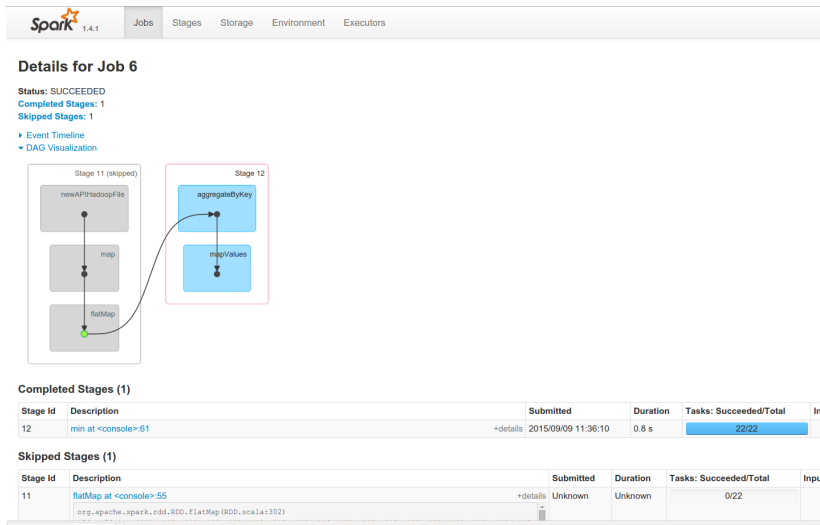 Spark 1.4.1 Jobs Stages Storage Environment Executors
Details for Job 6
Status: SUCCEEDED
Completed Stages: 1
Skipped Stages: 1
Event Timeline
DAG Visualization
Stage 11 (skipped)
newAPIHadoopFile
map
flatMap
Stage 12
aggregateByKey
mapValues
Completed Stages (1)
Stage Id Description Submitted Duration Tasks: Succeeded/Total
12 min at <console>:61 +details 2015/09/09 11:36:10 0.8 s 22/22
Skipped Stages (1)
Stage Id Description Submitted Duration Tasks: Succeeded/Total
11 flatMap at <console>:55 +details Unknown Unknown 0/22
org.apache.spark.rdd.RDD.flatMap(RDD.scala:302)